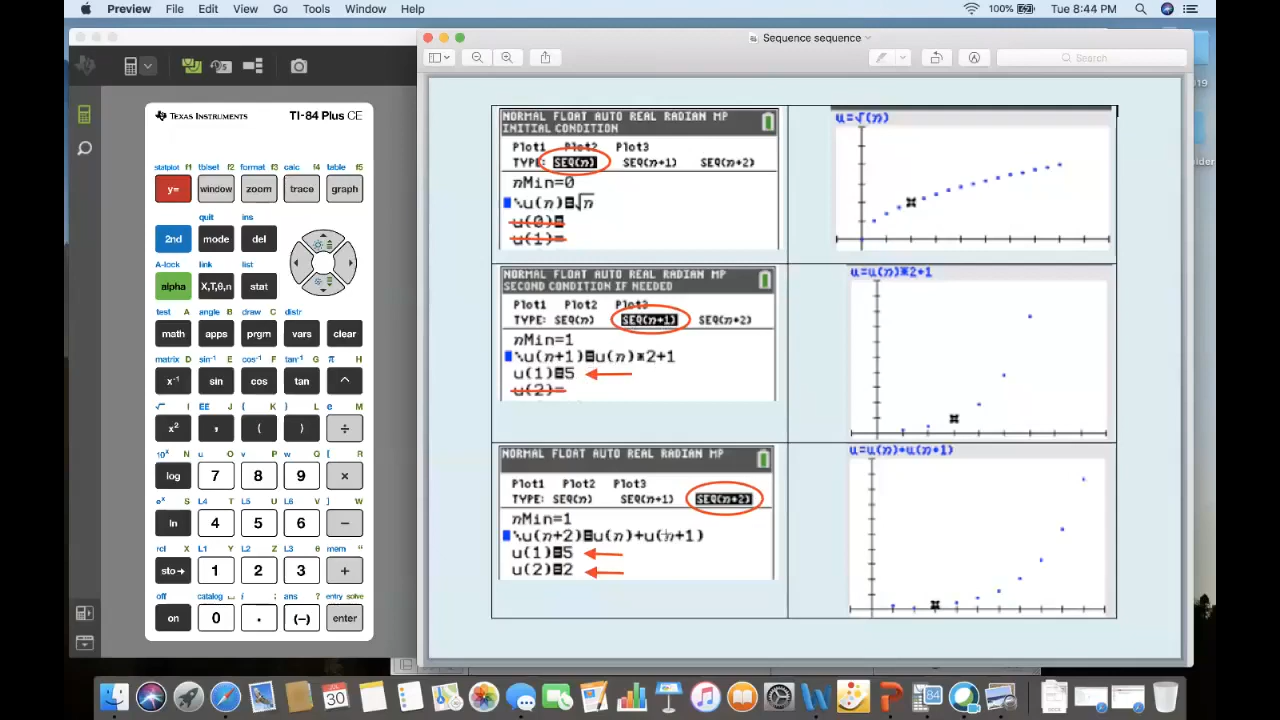 Preview File Edit View Go Tools Window Help 100% Tue 8:44 PM
Sequence sequence
Search
TEXAS INSTRUMENTS TI-84 Plus CE
statplot f1 tblset f2 format f3 calc f4 table f5
y= window zoom trace graph
quit ins
2nd mode del
A-lock link list
alpha X,T,θ,n stat
test A angle B draw C distr
math apps prgm vars clear
matrix D sin⁻¹ E cos⁻¹ F tan⁻¹ G π H
x⁻¹ sin cos tan ^
√ I EE J { K } L e M
x² , ( ) ÷
10ˣ N u O v P w Q [ R
log 7 8 9 ×
eˣ S L4 T L5 U L6 V ] W
ln 4 5 6 −
rcl X L1 Y L2 Z L3 θ mem "
sto→ 1 2 3 +
off catalog i : ans ? entry solve
on 0 . (−) enter
NORMAL FLOAT AUTO REAL RADIAN MP
INITIAL CONDITION
Plot1 Plot2 Plot3
TYPE: SEQ(n) SEQ(n+1) SEQ(n+2)
nMin=0
u(n)=√n
u(0)=
u(1)=
u=√(n)
NORMAL FLOAT AUTO REAL RADIAN MP
SECOND CONDITION IF NEEDED
Plot1 Plot2 Plot3
TYPE: SEQ(n) SEQ(n+1) SEQ(n+2)
nMin=1
u(n+1)=u(n)*2+1
u(1)=5
u(2)=
u=u(n)*2+1
NORMAL FLOAT AUTO REAL RADIAN MP
Plot1 Plot2 Plot3
TYPE: SEQ(n) SEQ(n+1) SEQ(n+2)
nMin=1
u(n+2)=u(n)+u(n+1)
u(1)=5
u(2)=2
u=u(n)+u(n+1)